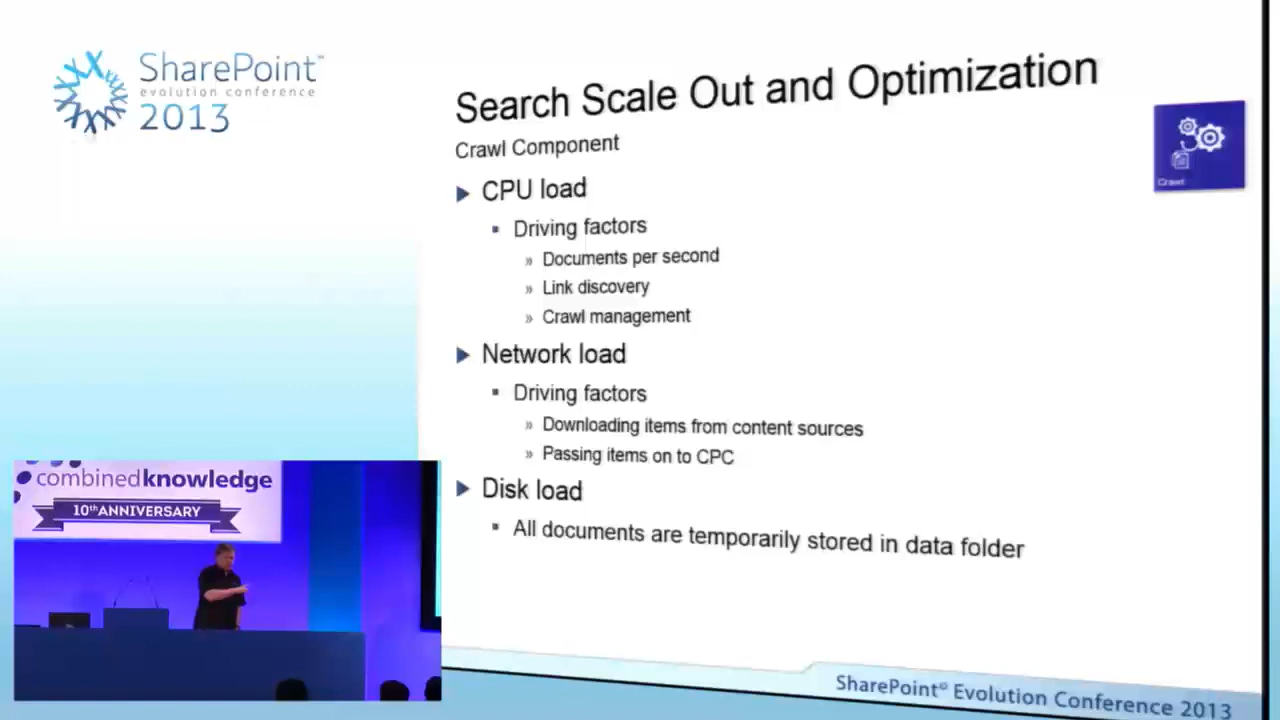 SharePoint™
evolution conference
2013
Search Scale Out and Optimization
Crawl Component
Crawl
CPU load
Driving factors
» Documents per second
» Link discovery
» Crawl management
Network load
Driving factors
» Downloading items from content sources
» Passing items on to CPC
Disk load
All documents are temporarily stored in data folder
combinedknowledge
10th ANNIVERSARY
SharePoint® Evolution Conference 2013